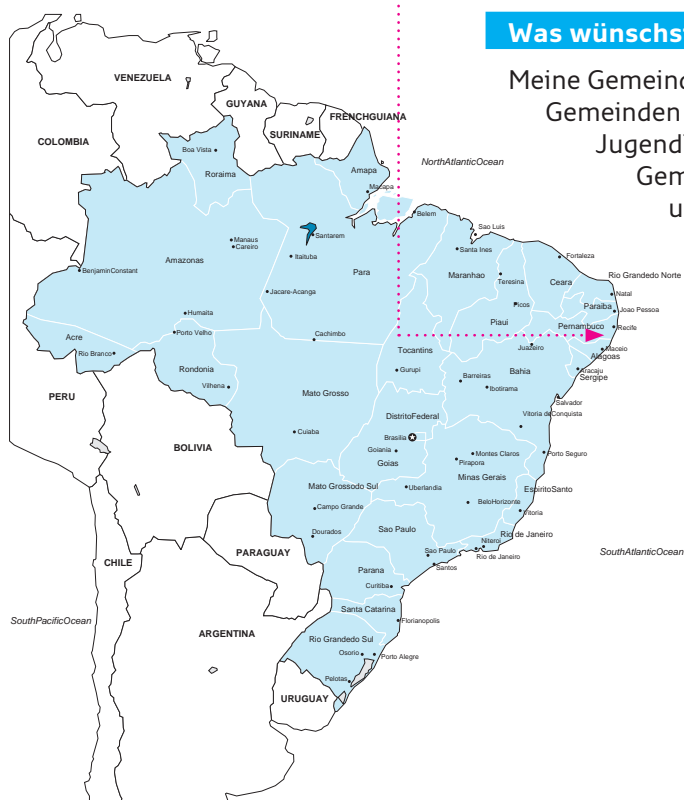 Was wünschs
Meine Gemeind
Gemeinden
Jugend
Gem
u
VENEZUELA
GUYANA
FRENCHGUIANA
SURINAME
COLOMBIA
Boa Vista
Roraima
Amapa
Macapa
NorthAtlanticOcean
Belem
Santarem
Sao Luis
Manaus
Careiro
Santa Ines
Itaituba
Fortaleza
Amazonas
BenjaminConstant
Para
Maranhao
Teresina
Ceara
Rio Grandedo Norte
Jacare-Acanga
Natal
Picos
Paraiba
Joao Pessoa
Humaita
Piaui
Pernambuco
Recife
Acre
Porto Velho
Cachimbo
Juazeiro
Maceio
Rio Branco
Tocantins
Alagoas
Rondonia
Gurupi
Bahia
Aracaju
Sergipe
Vilhena
Barreiras
Ibotirama
Mato Grosso
PERU
Salvador
DistritoFederal
Vitoria de Conquista
Cuiaba
Brasilia
BOLIVIA
Goiania
Montes Claros
Porto Seguro
Goias
Pirapora
Minas Gerais
Mato Grossodo Sul
Uberlandia
EspiritoSanto
BeloHorizonte
Campo Grande
Vitoria
Sao Paulo
Rio de Janeiro
Dourados
Niteroi
PARAGUAY
Sao Paulo
Rio de Janeiro
SouthAtlanticOcean
CHILE
Santos
Parana
Curitiba
Santa Catarina
SouthPacificOcean
Florianopolis
ARGENTINA
Rio Grandedo Sul
Osorio
Porto Alegre
Pelotas
URUGUAY